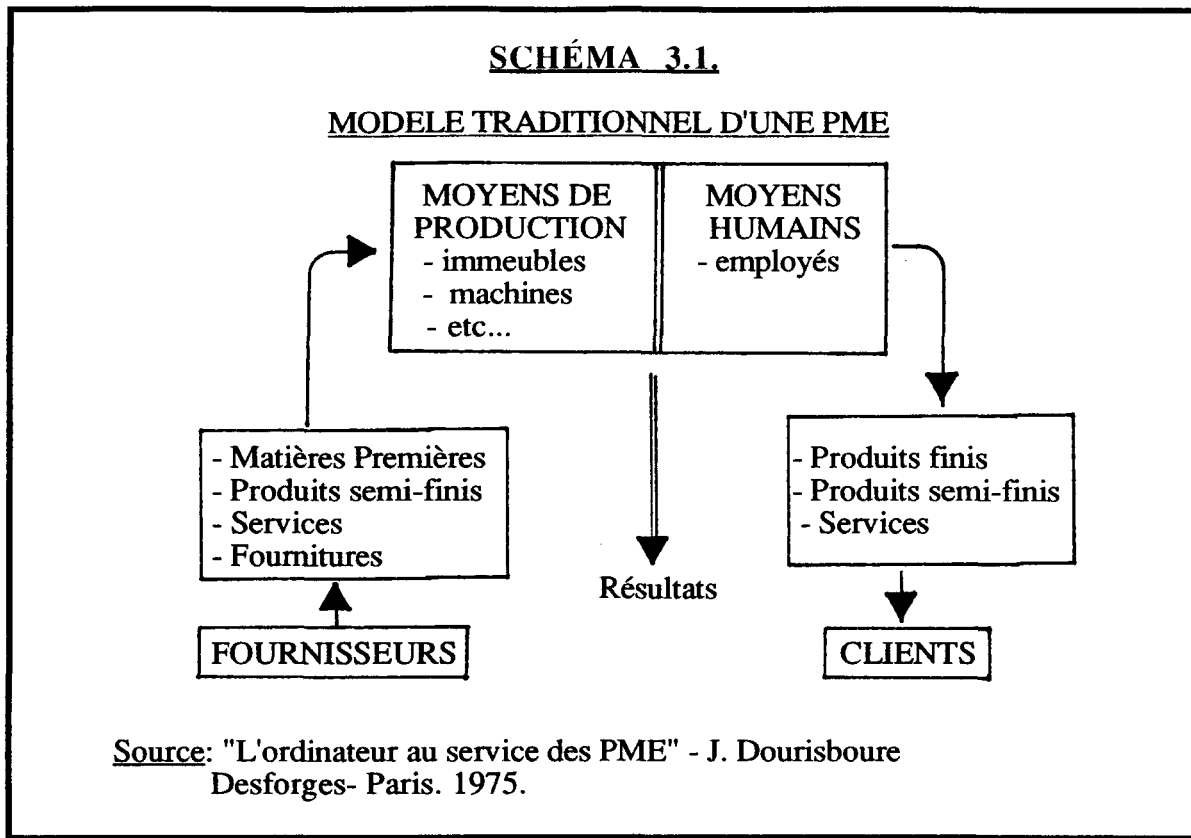 SCHÉMA 3.1.
MODELE TRADITIONNEL D'UNE PME
MOYENS DE
PRODUCTION
- immeubles
- machines
- etc...
MOYENS
HUMAINS
- employés
- Matières Premières
- Produits semi-finis
- Services
- Fournitures
FOURNISSEURS
Résultats
- Produits finis
- Produits semi-finis
- Services
CLIENTS
Source: "L'ordinateur au service des PME" - J. Dourisboure
Desforges- Paris. 1975.